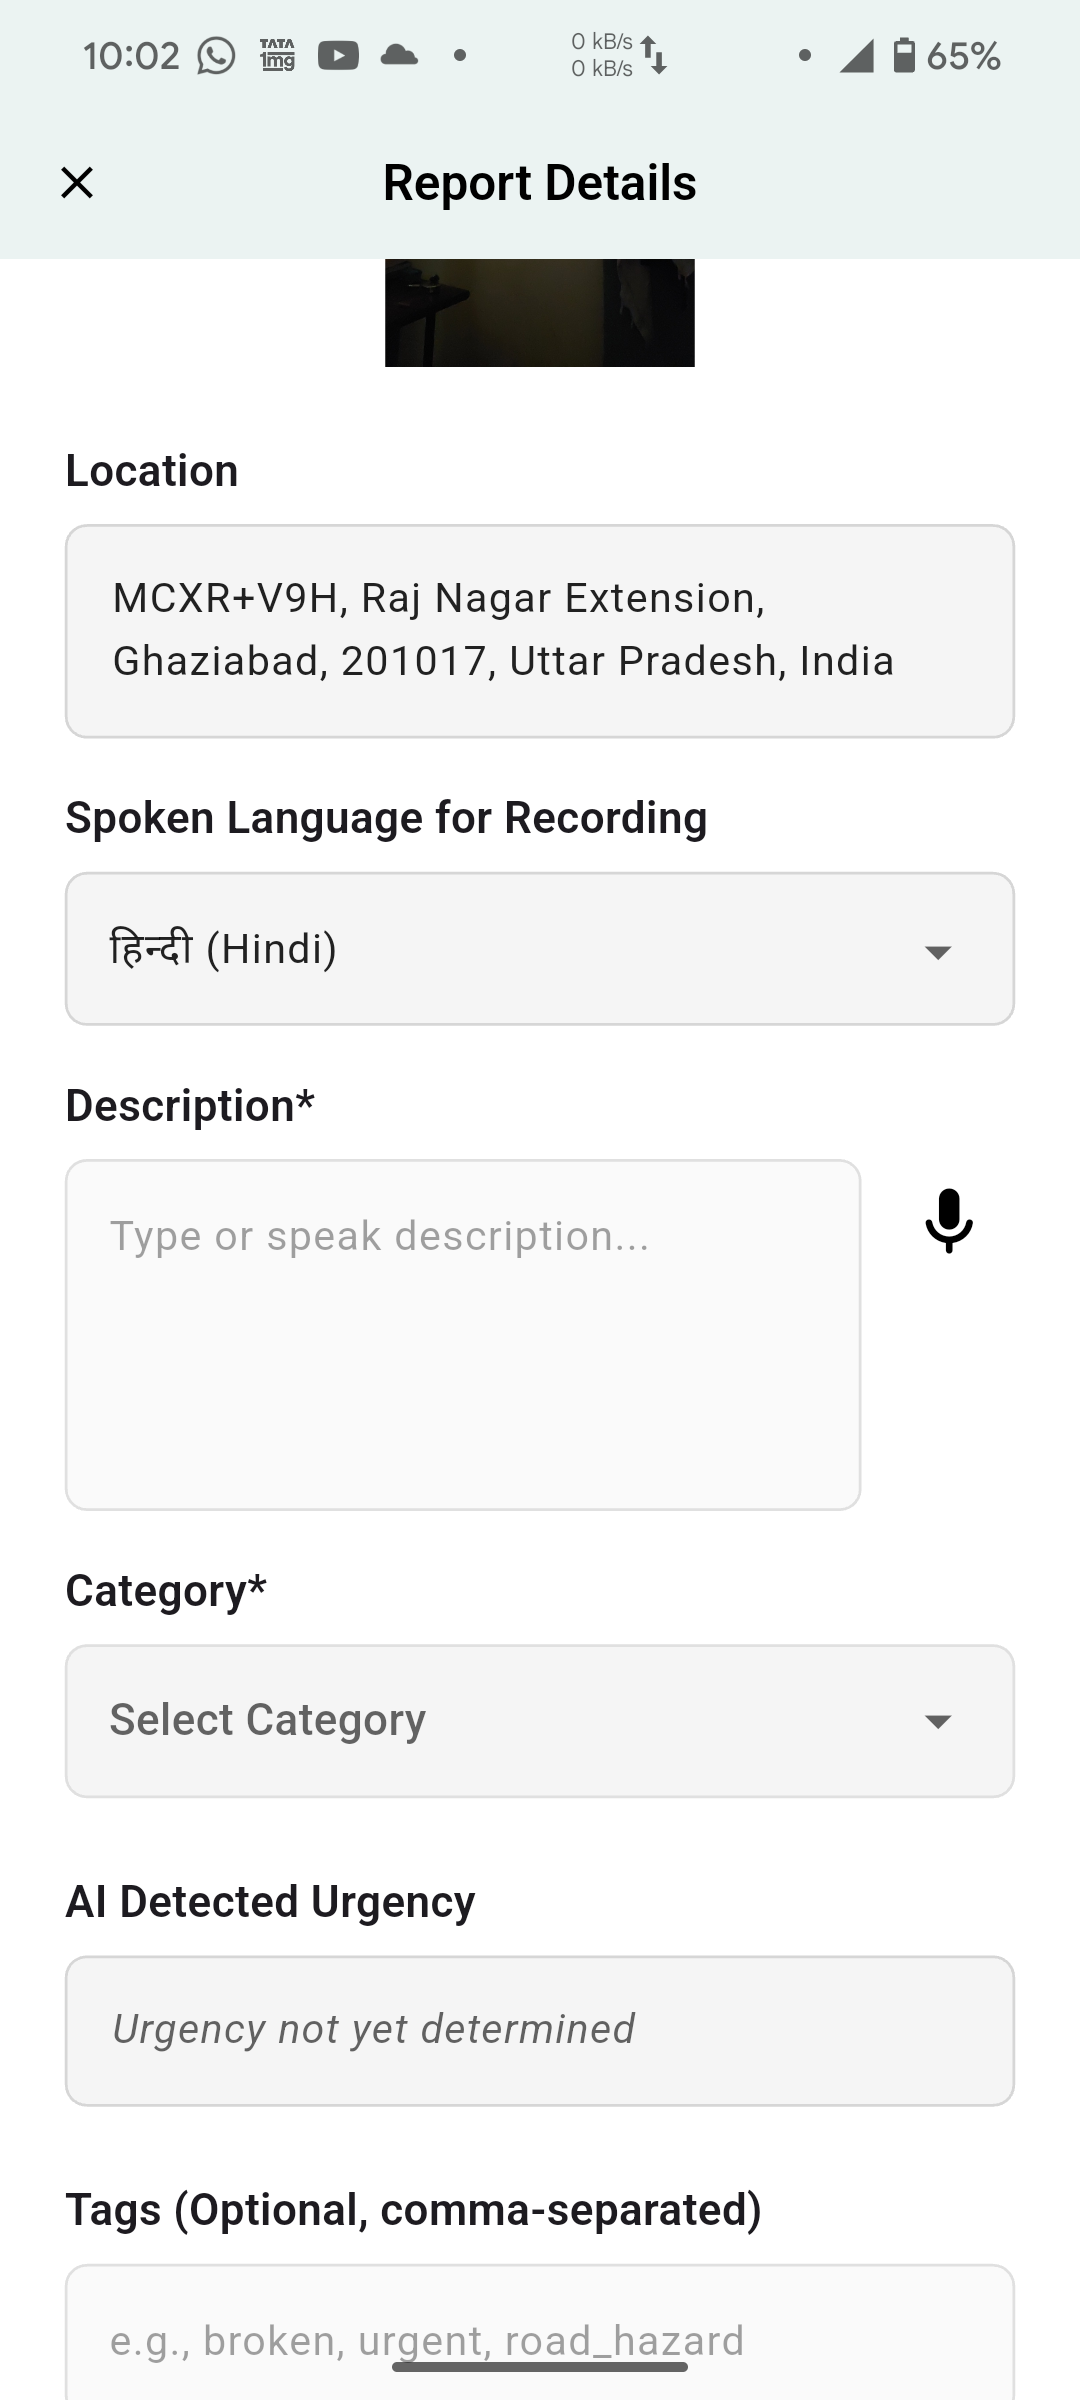 10:02 TATA 1mg 0 kB/s 65%
0 kB/s
Report Details
Location
MCXR+V9H, Raj Nagar Extension,
Ghaziabad, 201017, Uttar Pradesh, India
Spoken Language for Recording
हिन्दी (Hindi)
Description*
Type or speak description...
Category*
Select Category
AI Detected Urgency
Urgency not yet determined
Tags (Optional, comma-separated)
e.g., broken, urgent, road_hazard